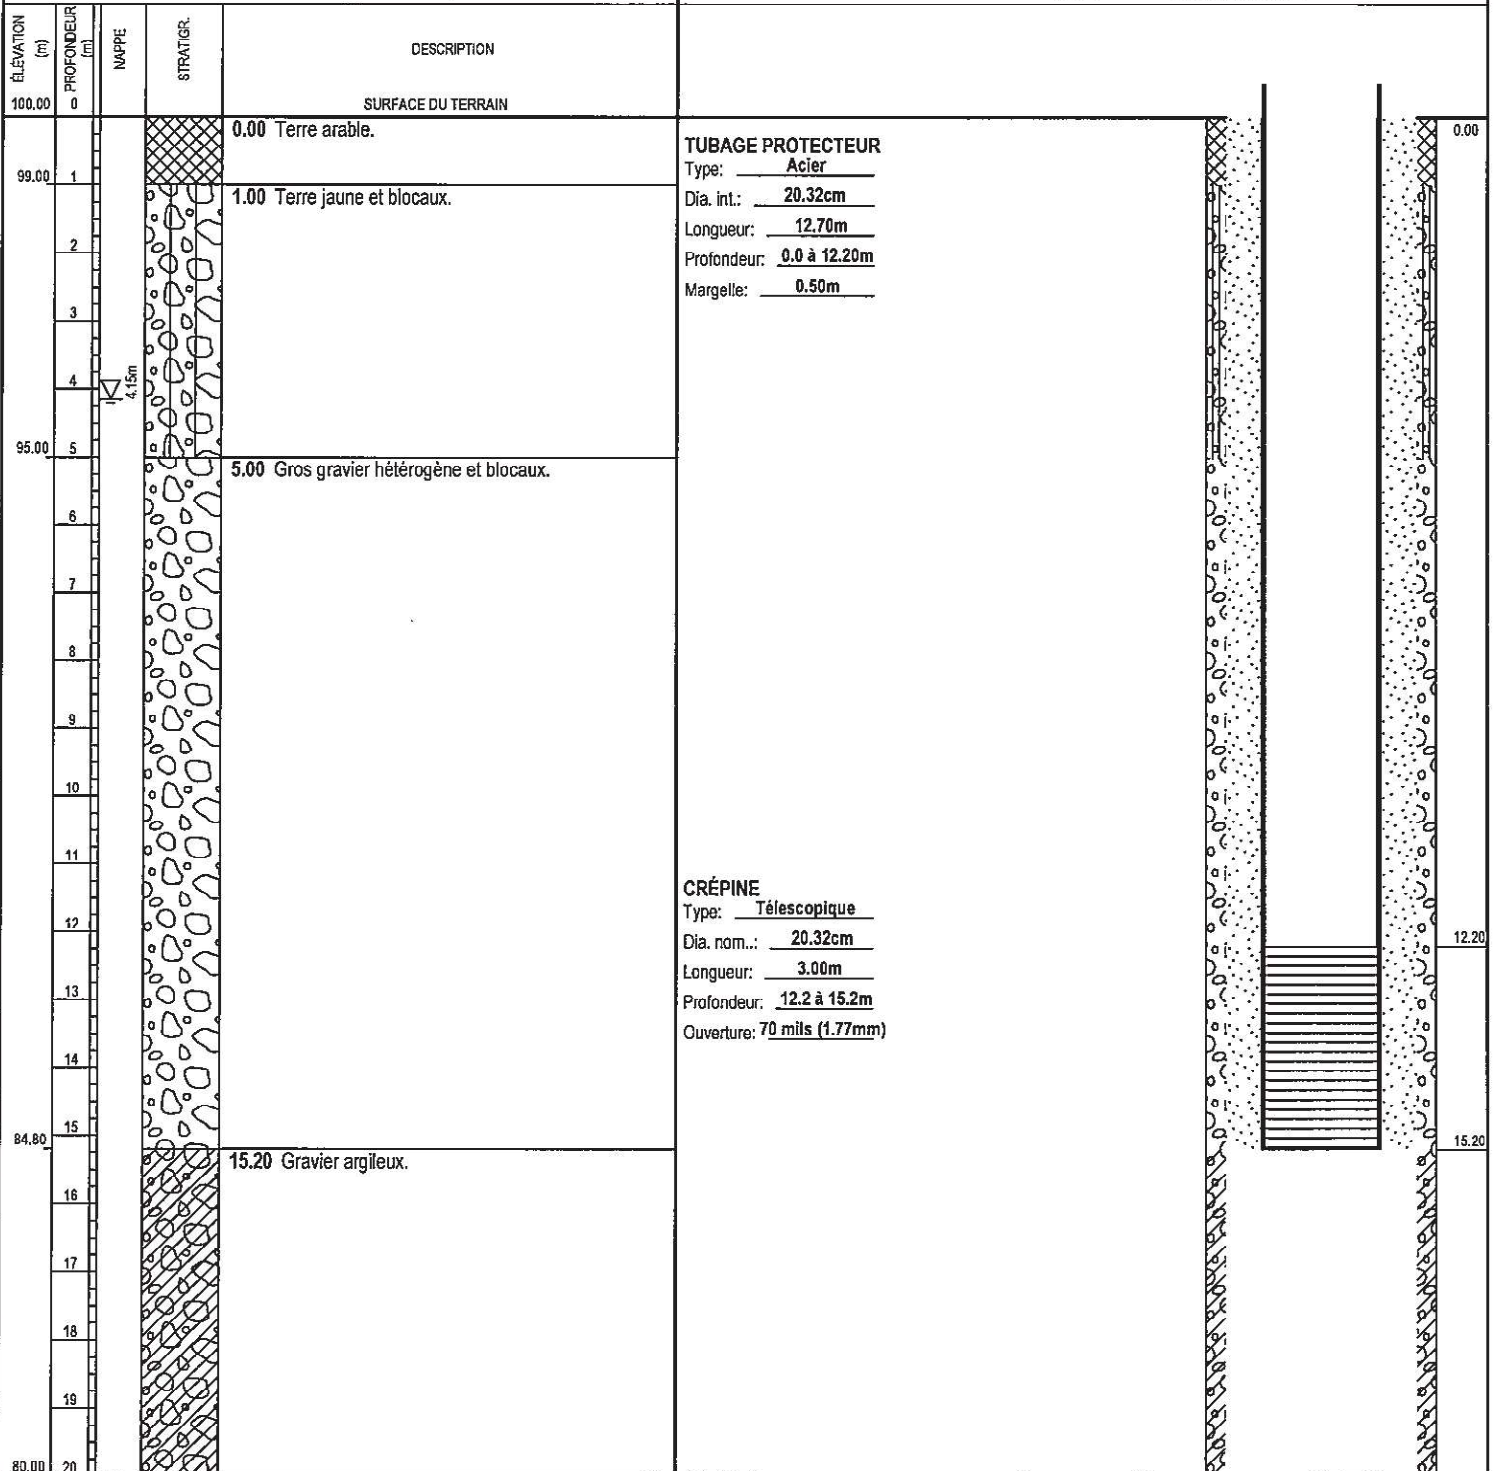 ÉLÉVATION (m)
PROFONDEUR (m)
NAPPE
STRATIGR.
DESCRIPTION
100.00 0 SURFACE DU TERRAIN
0.00 Terre arable.
0.00
TUBAGE PROTECTEUR
Type: Acier
99.00 1
1.00 Terre jaune et blocaux.
Dia. int.: 20.32cm
Longueur: 12.70m
2
Profondeur: 0.0 à 12.20m
Margelle: 0.50m
3
4
4.15m
95.00 5
5.00 Gros gravier hétérogène et blocaux.
6
7
8
9
10
11
CRÉPINE
Type: Télescopique
12
12.20
Dia. nom..: 20.32cm
Longueur: 3.00m
13
Profondeur: 12.2 à 15.2m
Ouverture: 70 mils (1.77mm)
14
15
84.80
15.20
15.20 Gravier argileux.
16
17
18
19
80.00 20